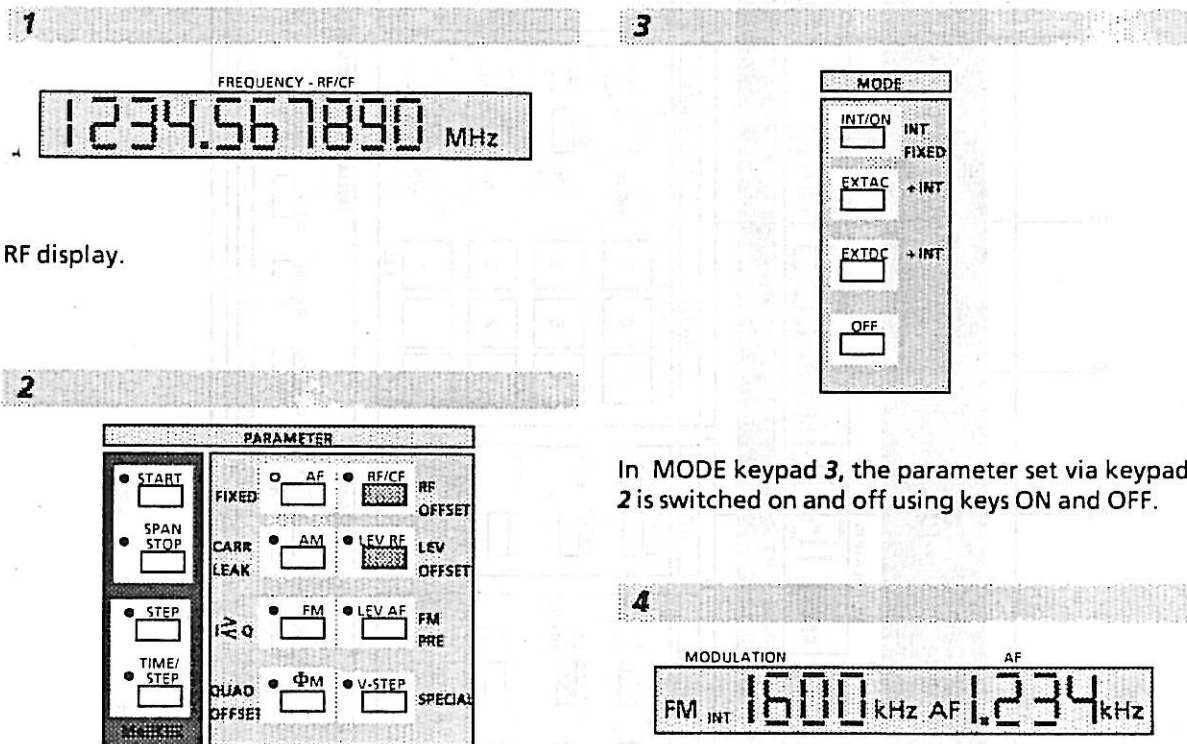 1
FREQUENCY - RF/CF
1234.567890 MHz
RF display.
2
PARAMETER
START
FIXED
AF
RF/CF
RF
OFFSET
SPAN
STOP
CARR
LEAK
AM
LEV RF
LEV
OFFSET
STEP
I Q
FM
LEV AF
FM
PRE
TIME/
STEP
QUAD
OFFSET
ΦM
V-STEP
SPECIAL
MARKER
3
MODE
INT/ON
INT
FIXED
EXTAC
+INT
EXTDC
+INT
OFF
In MODE keypad 3, the parameter set via keypad
2 is switched on and off using keys ON and OFF.
4
MODULATION AF
FM INT 1600 kHz AF 1.234 kHz